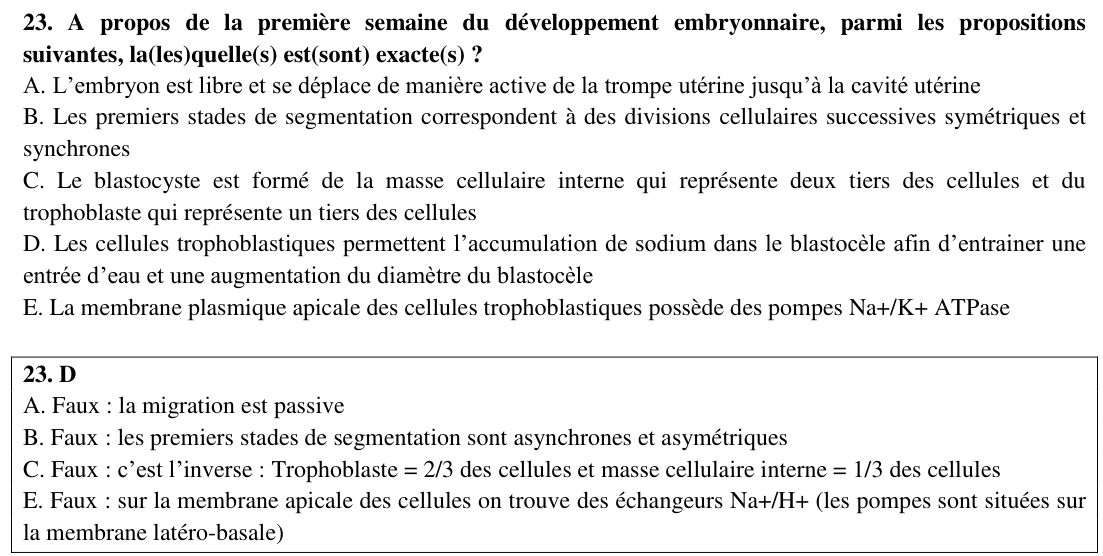 23. A propos de la première semaine du développement embryonnaire, parmi les propositions
suivantes, la(les)quelle(s) est(sont) exacte(s) ?
A. L’embryon est libre et se déplace de manière active de la trompe utérine jusqu’à la cavité utérine
B. Les premiers stades de segmentation correspondent à des divisions cellulaires successives symétriques et
synchrones
C. Le blastocyste est formé de la masse cellulaire interne qui représente deux tiers des cellules et du
trophoblaste qui représente un tiers des cellules
D. Les cellules trophoblastiques permettent l’accumulation de sodium dans le blastocèle afin d’entrainer une
entrée d’eau et une augmentation du diamètre du blastocèle
E. La membrane plasmique apicale des cellules trophoblastiques possède des pompes Na+/K+ ATPase
23. D
A. Faux : la migration est passive
B. Faux : les premiers stades de segmentation sont asynchrones et asymétriques
C. Faux : c’est l’inverse : Trophoblaste = 2/3 des cellules et masse cellulaire interne = 1/3 des cellules
E. Faux : sur la membrane apicale des cellules on trouve des échangeurs Na+/H+ (les pompes sont situées sur
la membrane latéro-basale)